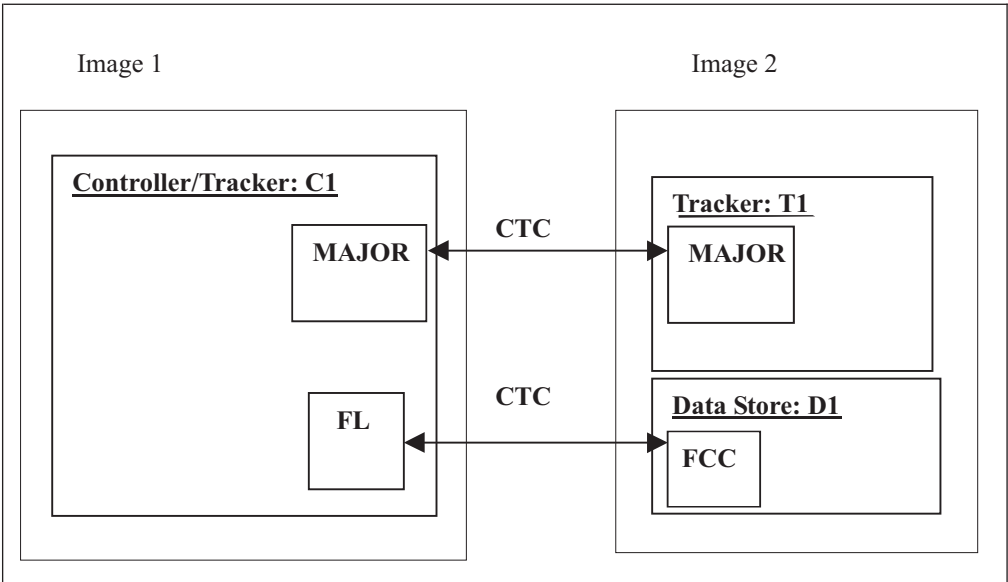 Image 1
Image 2
Controller/Tracker: C1
MAJOR
CTC
Tracker: T1
MAJOR
FL
CTC
Data Store: D1
FCC